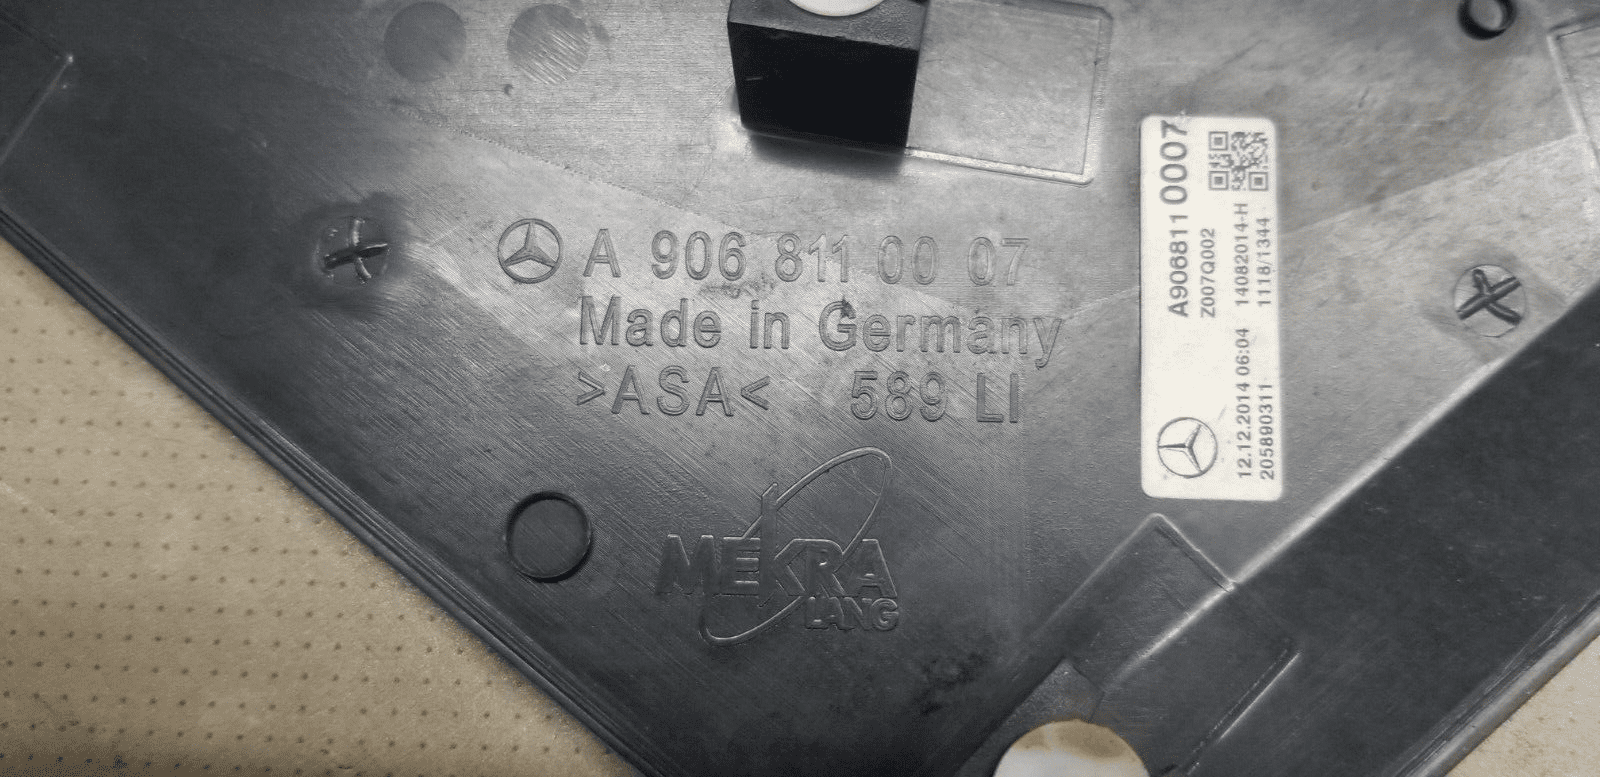 A 906 811 00 07
Made in Germany
>ASA< 589 LI
MEKRA
LANG
A906811 0007
Z007Q002
12.12.2014 06:04 14082014-H
205890311 1118/1344